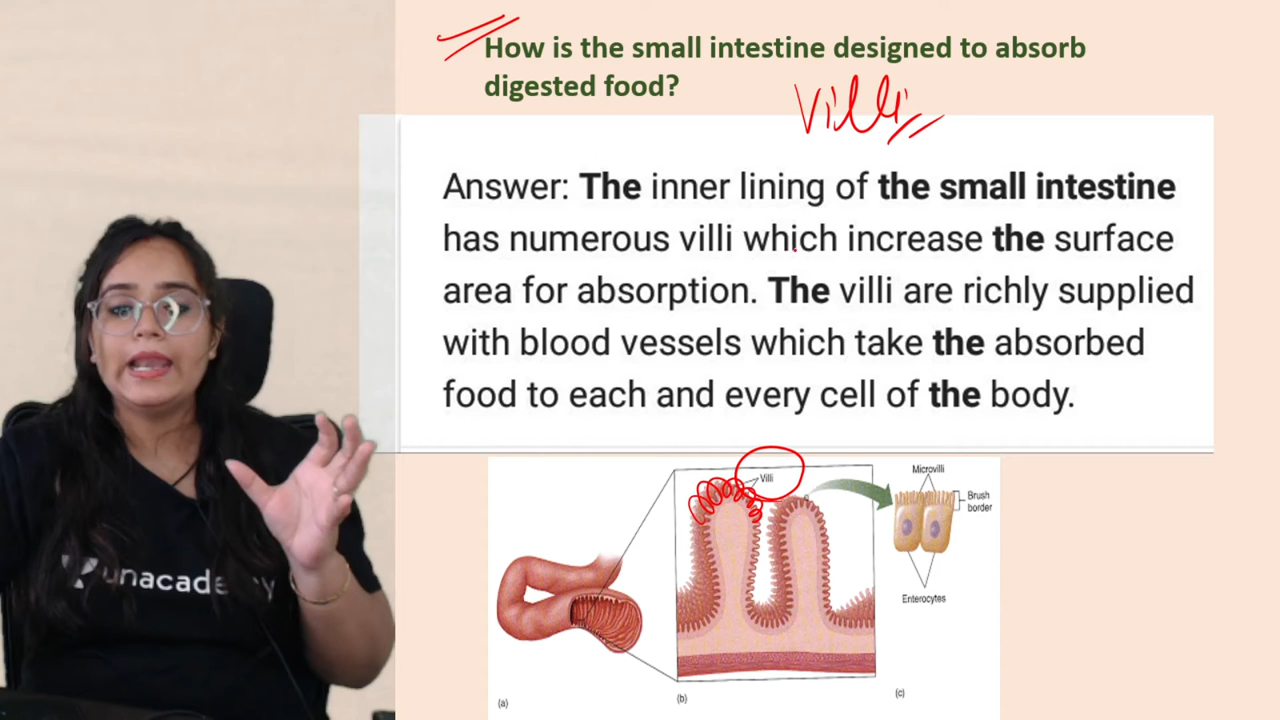 How is the small intestine designed to absorb
digested food?
Villi
Answer: The inner lining of the small intestine
has numerous villi which increase the surface
area for absorption. The villi are richly supplied
with blood vessels which take the absorbed
food to each and every cell of the body.
Villi
Microvilli
Brush
border
Enterocytes
(a)
(b)
(c)
unacademy